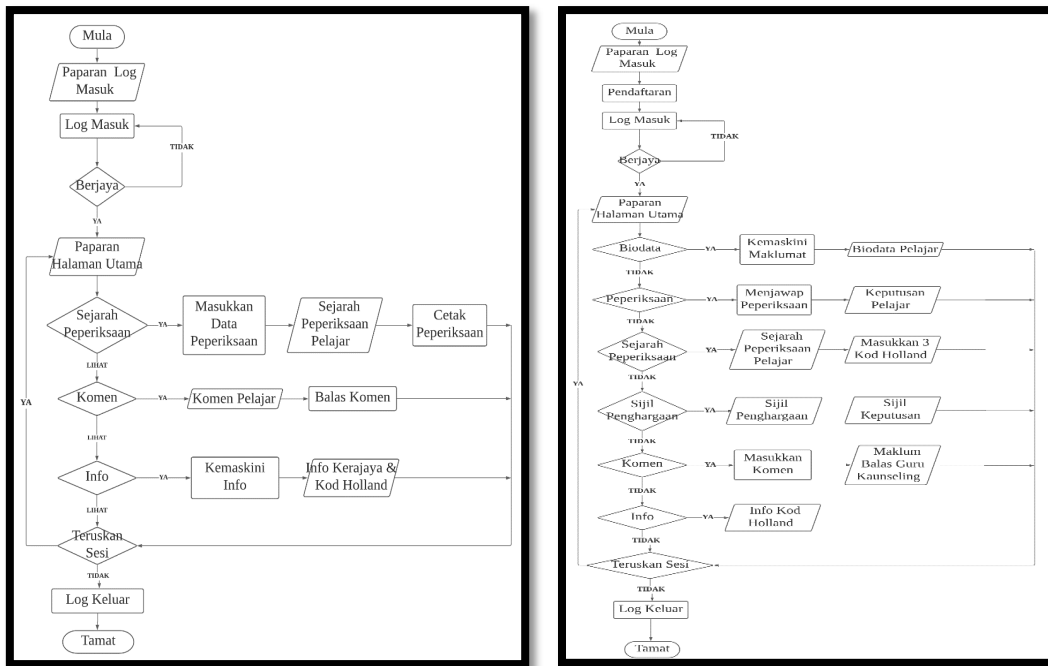 Mula
Paparan Log
Masuk
Log Masuk
TIDAK
Berjaya
YA
Paparan
Halaman Utama
Sejarah
Peperiksaan
YA
Masukkan
Data
Peperiksaan
Sejarah
Peperiksaan
Pelajar
Cetak
Peperiksaan
LIHAT
Komen
YA
Komen Pelajar
Balas Komen
YA
LIHAT
Info
YA
Kemaskini
Info
Info Kerajaya &
Kod Holland
LIHAT
Teruskan
Sesi
TIDAK
Log Keluar
Tamat
Mula
Paparan Log
Masuk
Pendaftaran
Log Masuk
TIDAK
Berjaya
YA
Paparan
Halaman Utama
Biodata
YA
Kemaskini
Maklumat
Biodata Pelajar
TIDAK
Peperiksaan
YA
Menjawap
Peperiksaan
Keputusan
Pelajar
TIDAK
Sejarah
Peperiksaan
YA
Sejarah
Peperiksaan
Pelajar
Masukkan 3
Kod Holland
TIDAK
YA
Sijil
Penghargaan
YA
Sijil
Penghargaan
Sijil
Keputusan
TIDAK
Komen
YA
Masukkan
Komen
Maklum
Balas Guru
Kaunseling
TIDAK
Info
YA
Info Kod
Holland
TIDAK
Teruskan Sesi
TIDAK
Log Keluar
Tamat